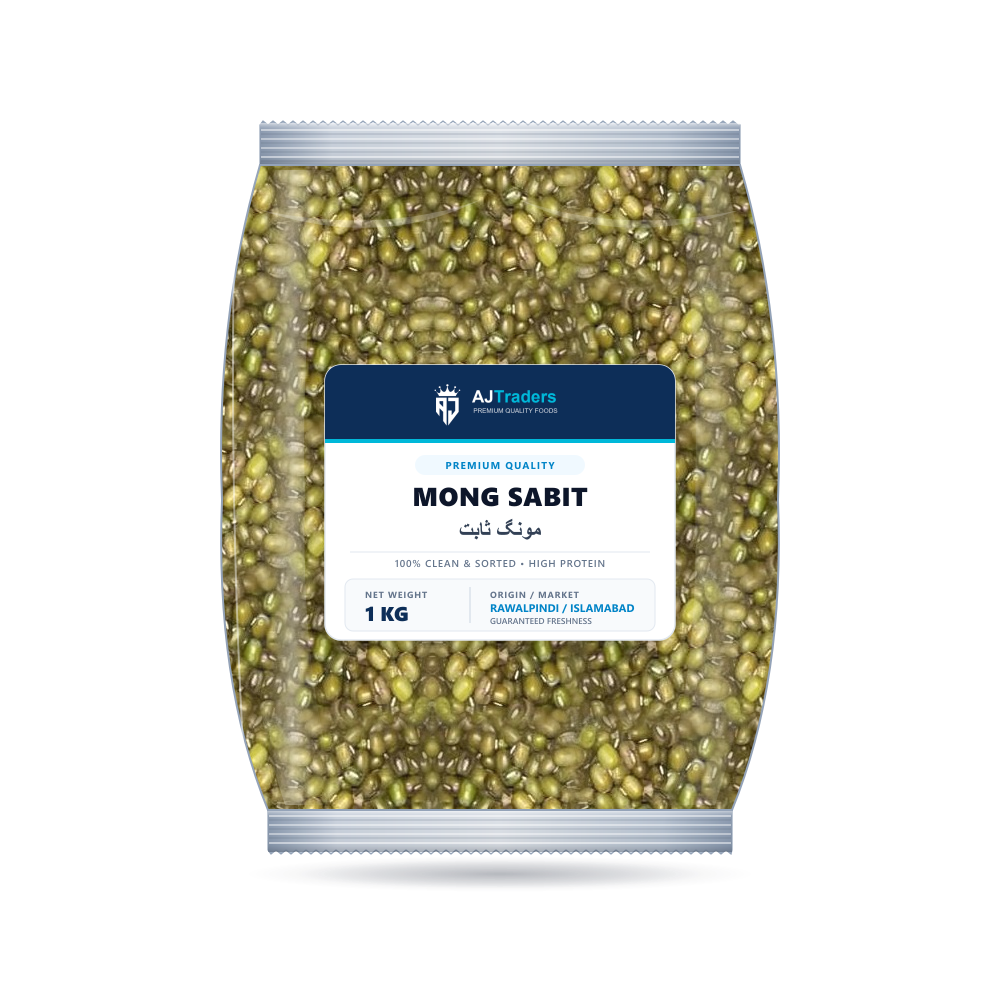 AJTraders
PREMIUM QUALITY FOODS
PREMIUM QUALITY
MONG SABIT
مونگ ثابت
100% CLEAN & SORTED • HIGH PROTEIN
NET WEIGHT
1 KG
ORIGIN / MARKET
RAWALPINDI / ISLAMABAD
GUARANTEED FRESHNESS